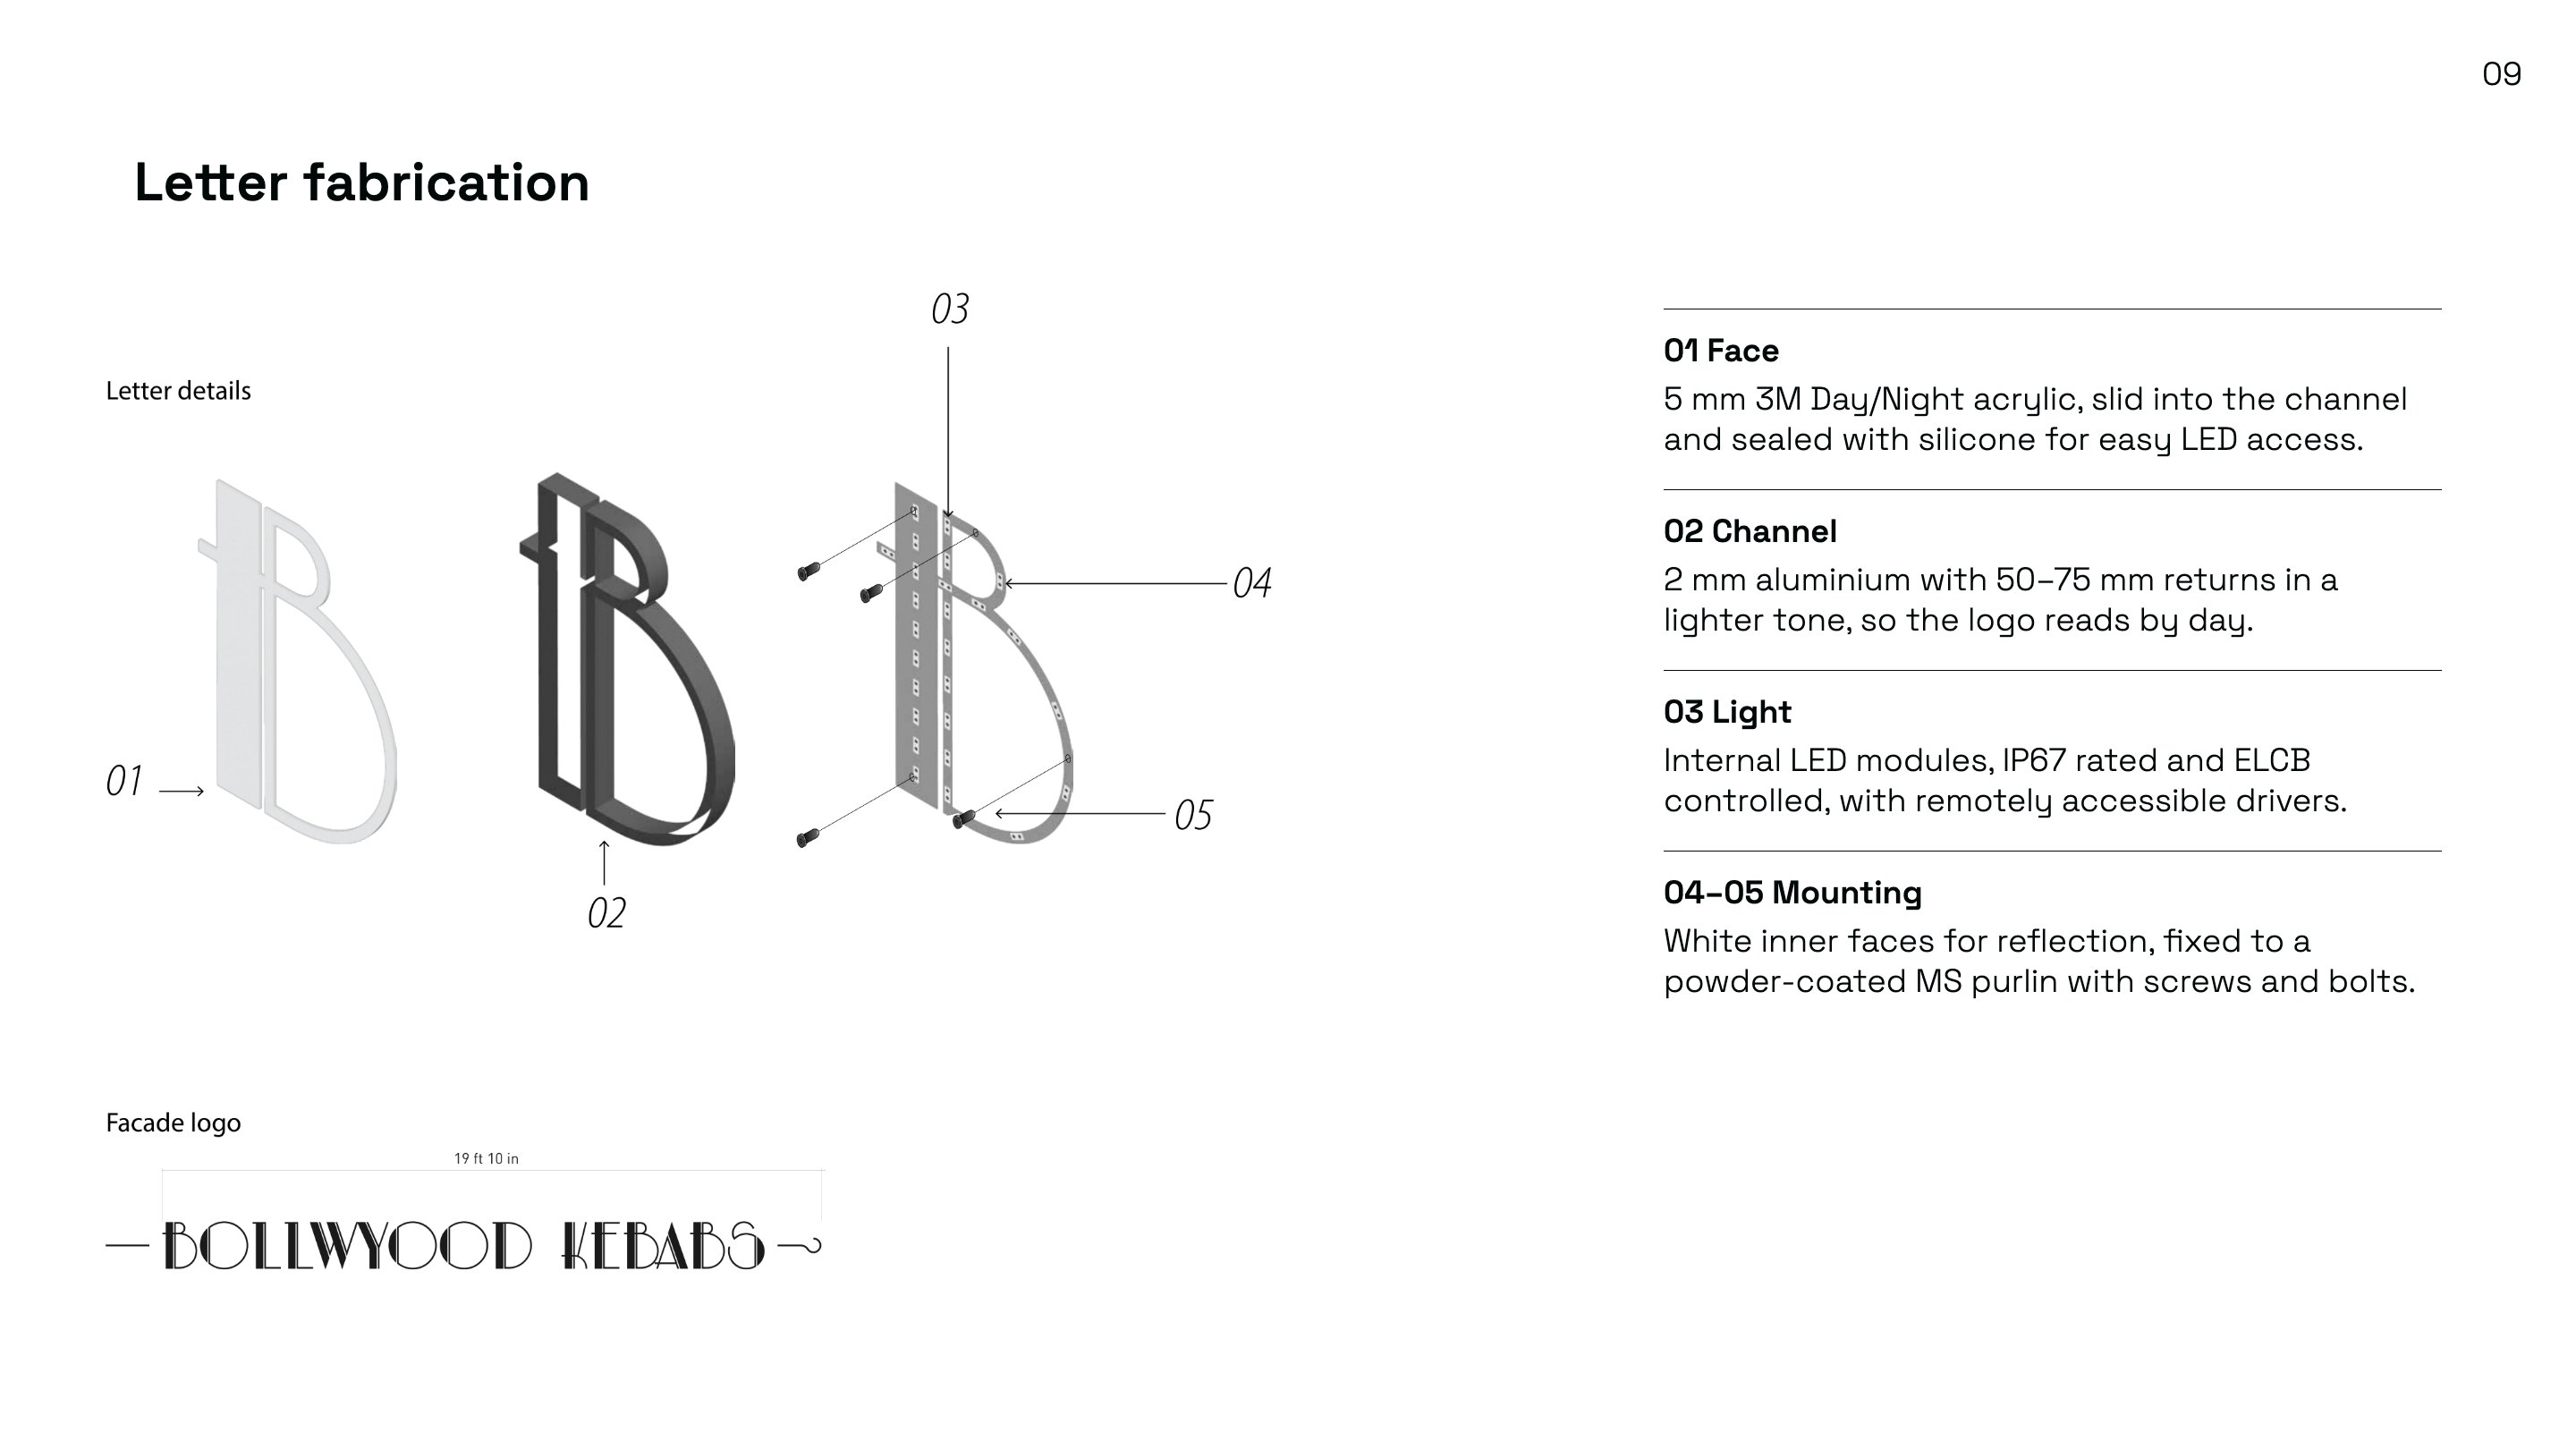 09
Letter fabrication
03
Letter details
04
01
05
02
Facade logo
19 ft 10 in
BOLLWYOOD KEBABS
01 Face
5 mm 3M Day/Night acrylic, slid into the channel
and sealed with silicone for easy LED access.
02 Channel
2 mm aluminium with 50–75 mm returns in a
lighter tone, so the logo reads by day.
03 Light
Internal LED modules, IP67 rated and ELCB
controlled, with remotely accessible drivers.
04–05 Mounting
White inner faces for reflection, fixed to a
powder-coated MS purlin with screws and bolts.